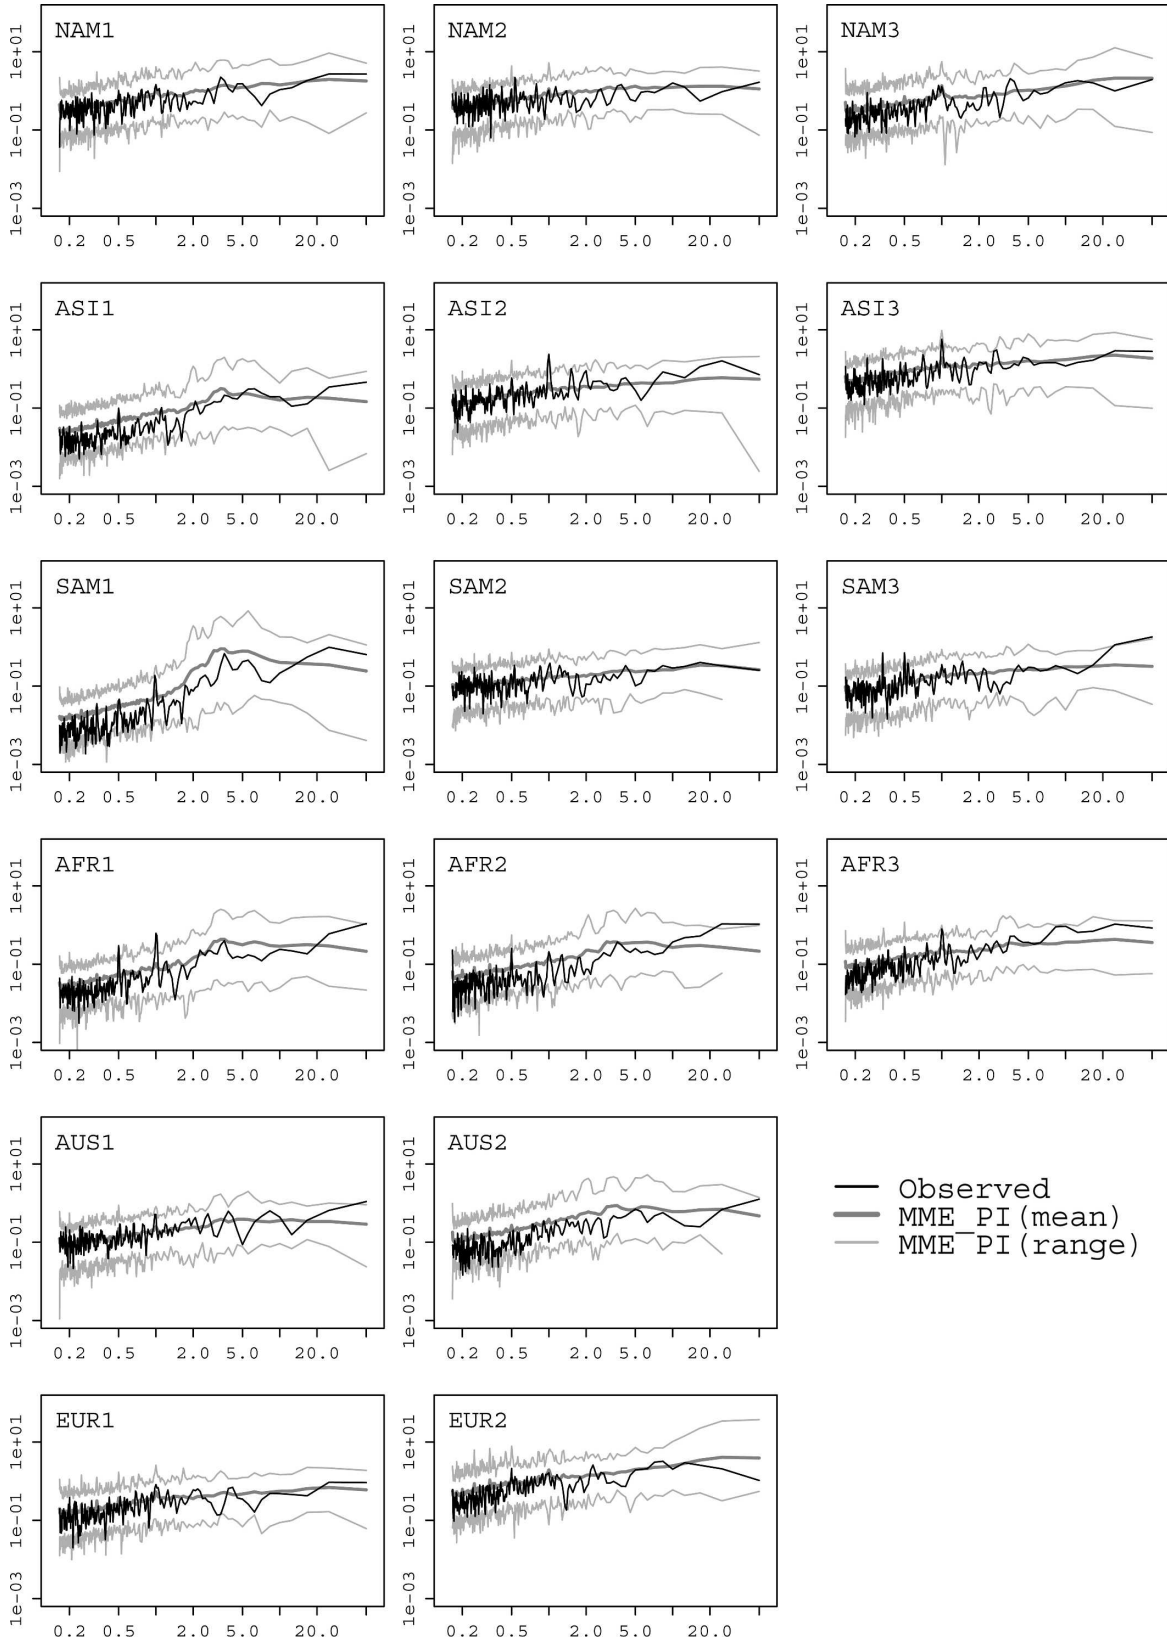 NAM1 NAM2 NAM3
1e+01 1e+01 1e+01
1e-01 1e-01 1e-01
1e-03 1e-03 1e-03
0.2 0.5 2.0 5.0 20.0 0.2 0.5 2.0 5.0 20.0 0.2 0.5 2.0 5.0 20.0
ASI1 ASI2 ASI3
1e+01 1e+01 1e+01
1e-01 1e-01 1e-01
1e-03 1e-03 1e-03
0.2 0.5 2.0 5.0 20.0 0.2 0.5 2.0 5.0 20.0 0.2 0.5 2.0 5.0 20.0
SAM1 SAM2 SAM3
1e+01 1e+01 1e+01
1e-01 1e-01 1e-01
1e-03 1e-03 1e-03
0.2 0.5 2.0 5.0 20.0 0.2 0.5 2.0 5.0 20.0 0.2 0.5 2.0 5.0 20.0
AFR1 AFR2 AFR3
1e+01 1e+01 1e+01
1e-01 1e-01 1e-01
1e-03 1e-03 1e-03
0.2 0.5 2.0 5.0 20.0 0.2 0.5 2.0 5.0 20.0 0.2 0.5 2.0 5.0 20.0
AUS1 AUS2
1e+01 1e+01
1e-01 1e-01
1e-03 1e-03
0.2 0.5 2.0 5.0 20.0 0.2 0.5 2.0 5.0 20.0
Observed
MME_PI(mean)
MME_PI(range)
EUR1 EUR2
1e+01 1e+01
1e-01 1e-01
1e-03 1e-03
0.2 0.5 2.0 5.0 20.0 0.2 0.5 2.0 5.0 20.0